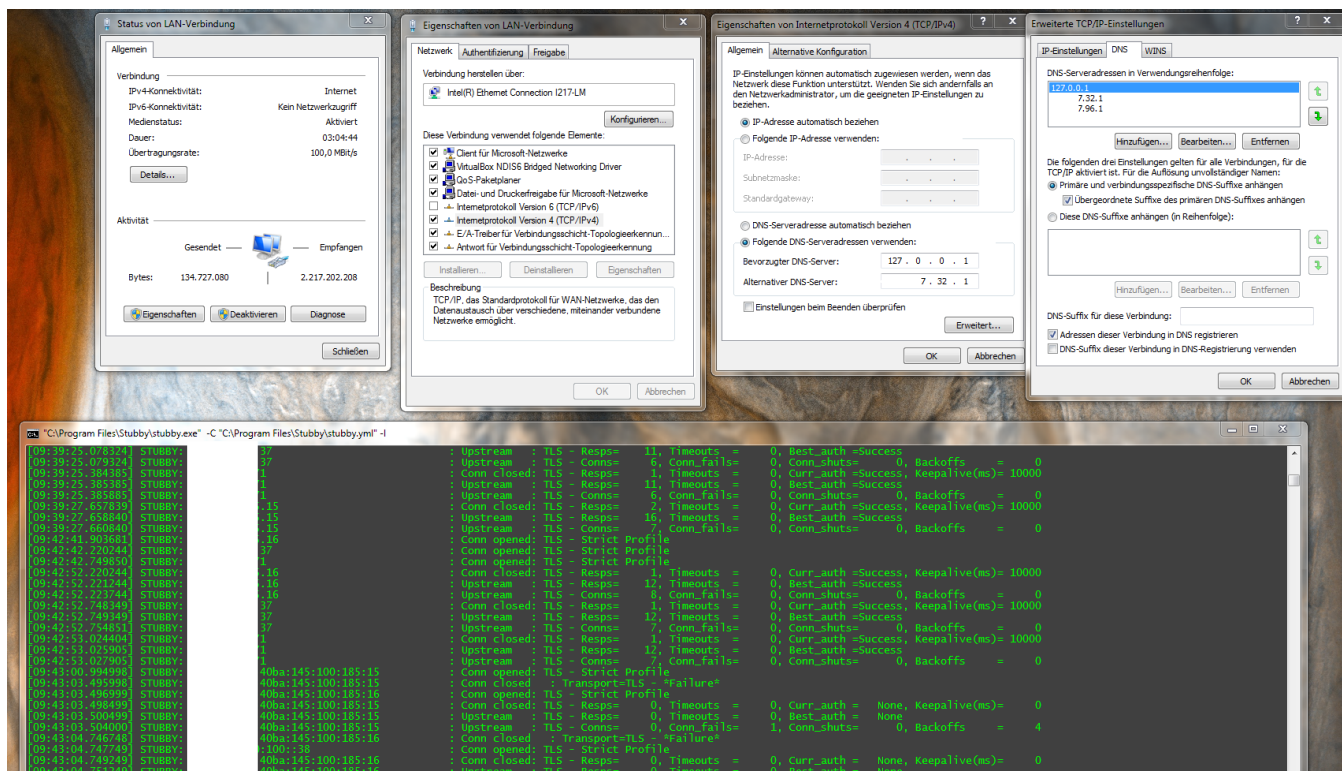 Status von LAN-Verbindung
Allgemein
Verbindung
IPv4-Konnektivität: Internet
IPv6-Konnektivität: Kein Netzwerkzugriff
Medienstatus: Aktiviert
Dauer: 03:04:44
Übertragungsrate: 100,0 MBit/s
Details...
Aktivität
Gesendet Empfangen
Bytes: 134.727.080 2.217.202.208
Eigenschaften Deaktivieren Diagnose
Schließen
Eigenschaften von LAN-Verbindung
Netzwerk Authentifizierung Freigabe
Verbindung herstellen über:
Intel(R) Ethernet Connection I217-LM
Konfigurieren...
Diese Verbindung verwendet folgende Elemente:
Client für Microsoft-Netzwerke
VirtualBox NDIS6 Bridged Networking Driver
QoS-Paketplaner
Datei- und Druckerfreigabe für Microsoft-Netzwerke
Internetprotokoll Version 6 (TCP/IPv6)
Internetprotokoll Version 4 (TCP/IPv4)
E/A-Treiber für Verbindungsschicht-Topologieerkennun...
Antwort für Verbindungsschicht-Topologieerkennung
Installieren... Deinstallieren Eigenschaften
Beschreibung
TCP/IP, das Standardprotokoll für WAN-Netzwerke, das den
Datenaustausch über verschiedene, miteinander verbundene
Netzwerke ermöglicht.
OK Abbrechen
Eigenschaften von Internetprotokoll Version 4 (TCP/IPv4)
Allgemein Alternative Konfiguration
IP-Einstellungen können automatisch zugewiesen werden, wenn das
Netzwerk diese Funktion unterstützt. Wenden Sie sich andernfalls an
den Netzwerkadministrator, um die geeigneten IP-Einstellungen zu
beziehen.
IP-Adresse automatisch beziehen
Folgende IP-Adresse verwenden:
IP-Adresse: . . .
Subnetzmaske: . . .
Standardgateway: . . .
DNS-Serveradresse automatisch beziehen
Folgende DNS-Serveradressen verwenden:
Bevorzugter DNS-Server: 127 . 0 . 0 . 1
Alternativer DNS-Server: 7 . 32 . 1
Einstellungen beim Beenden überprüfen
Erweitert...
OK Abbrechen
Erweiterte TCP/IP-Einstellungen
IP-Einstellungen DNS WINS
DNS-Serveradressen in Verwendungsreihenfolge:
127.0.0.1
7.32.1
7.96.1
Hinzufügen... Bearbeiten... Entfernen
Die folgenden drei Einstellungen gelten für alle Verbindungen, für die
TCP/IP aktiviert ist. Für die Auflösung unvollständiger Namen:
Primäre und verbindungsspezifische DNS-Suffixe anhängen
Übergeordnete Suffixe des primären DNS-Suffixes anhängen
Diese DNS-Suffixe anhängen (in Reihenfolge):
Hinzufügen... Bearbeiten... Entfernen
DNS-Suffix für diese Verbindung:
Adressen dieser Verbindung in DNS registrieren
DNS-Suffix dieser Verbindung in DNS-Registrierung verwenden
OK Abbrechen
"C:\Program Files\Stubby\stubby.exe" -C "C:\Program Files\Stubby\stubby.yml" -l
[09:39:25.078324] STUBBY: 37 : Upstream : TLS - Resps= 11, Timeouts = 0, Best_auth =Success
[09:39:25.079324] STUBBY: 37 : Upstream : TLS - Conns= 6, Conn_fails= 0, Conn_shuts= 0, Backoffs = 0
[09:39:25.384385] STUBBY: 71 : Conn closed: TLS - Resps= 1, Timeouts = 0, Curr_auth =Success, Keepalive(ms)= 10000
[09:39:25.385385] STUBBY: 71 : Upstream : TLS - Resps= 11, Timeouts = 0, Best_auth =Success
[09:39:25.385885] STUBBY: 71 : Upstream : TLS - Conns= 6, Conn_fails= 0, Conn_shuts= 0, Backoffs = 0
[09:39:27.657839] STUBBY: .15 : Conn closed: TLS - Resps= 2, Timeouts = 0, Curr_auth =Success, Keepalive(ms)= 10000
[09:39:27.658840] STUBBY: .15 : Upstream : TLS - Resps= 16, Timeouts = 0, Best_auth =Success
[09:39:27.660840] STUBBY: .15 : Upstream : TLS - Conns= 7, Conn_fails= 0, Conn_shuts= 0, Backoffs = 0
[09:42:41.903681] STUBBY: .16 : Conn opened: TLS - Strict Profile
[09:42:42.220244] STUBBY: 37 : Conn opened: TLS - Strict Profile
[09:42:42.749850] STUBBY: 71 : Conn opened: TLS - Strict Profile
[09:42:52.220244] STUBBY: .16 : Conn closed: TLS - Resps= 1, Timeouts = 0, Curr_auth =Success, Keepalive(ms)= 10000
[09:42:52.221244] STUBBY: .16 : Upstream : TLS - Resps= 12, Timeouts = 0, Best_auth =Success
[09:42:52.223744] STUBBY: .16 : Upstream : TLS - Conns= 8, Conn_fails= 0, Conn_shuts= 0, Backoffs = 0
[09:42:52.748349] STUBBY: 37 : Conn closed: TLS - Resps= 1, Timeouts = 0, Curr_auth =Success, Keepalive(ms)= 10000
[09:42:52.749349] STUBBY: 37 : Upstream : TLS - Resps= 12, Timeouts = 0, Best_auth =Success
[09:42:52.754851] STUBBY: 37 : Upstream : TLS - Conns= 7, Conn_fails= 0, Conn_shuts= 0, Backoffs = 0
[09:42:53.024404] STUBBY: 71 : Conn closed: TLS - Resps= 1, Timeouts = 0, Curr_auth =Success, Keepalive(ms)= 10000
[09:42:53.025905] STUBBY: 71 : Upstream : TLS - Resps= 12, Timeouts = 0, Best_auth =Success
[09:42:53.027905] STUBBY: 71 : Upstream : TLS - Conns= 7, Conn_fails= 0, Conn_shuts= 0, Backoffs = 0
[09:43:00.994998] STUBBY: 40ba:145:100:185:15 : Conn opened: TLS - Strict Profile
[09:43:03.495998] STUBBY: 40ba:145:100:185:15 : Conn closed : Transport=TLS - *Failure*
[09:43:03.496999] STUBBY: 40ba:145:100:185:16 : Conn opened: TLS - Strict Profile
[09:43:03.498499] STUBBY: 40ba:145:100:185:15 : Conn closed: TLS - Resps= 0, Timeouts = 0, Curr_auth = None, Keepalive(ms)= 0
[09:43:03.500499] STUBBY: 40ba:145:100:185:15 : Upstream : TLS - Resps= 0, Timeouts = 0, Best_auth = None
[09:43:03.504000] STUBBY: 40ba:145:100:185:15 : Upstream : TLS - Conns= 0, Conn_fails= 1, Conn_shuts= 0, Backoffs = 4
[09:43:04.746748] STUBBY: 40ba:145:100:185:16 : Conn closed : Transport=TLS - *Failure*
[09:43:04.747749] STUBBY: :100::38 : Conn opened: TLS - Strict Profile
[09:43:04.749249] STUBBY: 40ba:145:100:185:16 : Conn closed: TLS - Resps= 0, Timeouts = 0, Curr_auth = None, Keepalive(ms)= 0